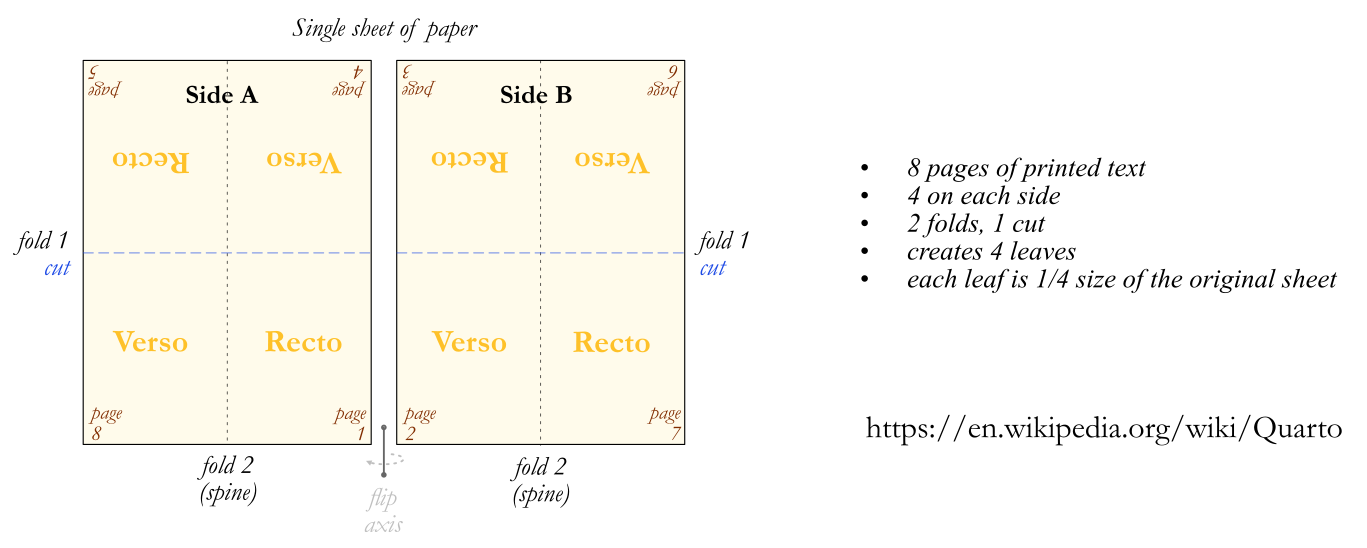 Single sheet of paper
5
page
4
page
Side A
Recto
Verso
3
page
6
page
Side B
Recto
Verso
fold 1
cut
fold 1
cut
Verso
Recto
page
8
page
1
Verso
Recto
page
2
page
7
fold 2
(spine)
fold 2
(spine)
flip
axis
• 8 pages of printed text
• 4 on each side
• 2 folds, 1 cut
• creates 4 leaves
• each leaf is 1/4 size of the original sheet
https://en.wikipedia.org/wiki/Quarto